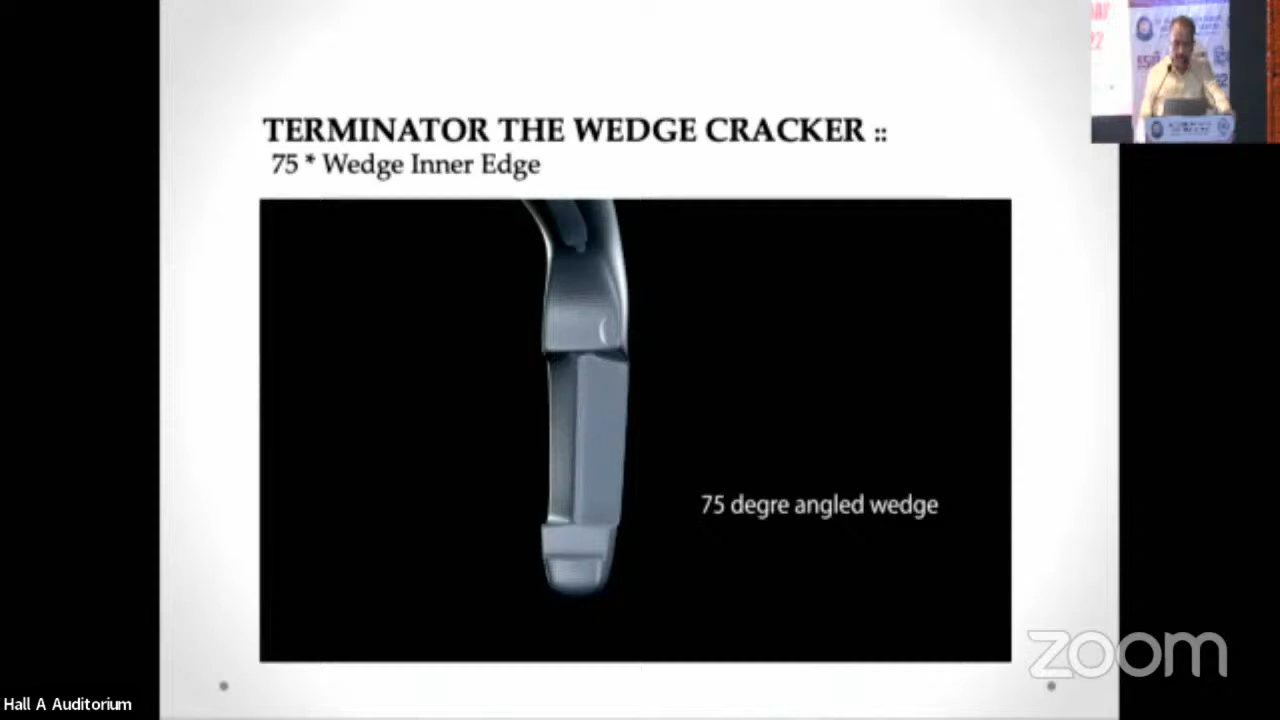 TERMINATOR THE WEDGE CRACKER ::
75 * Wedge Inner Edge
75 degre angled wedge
zoom
Hall A Auditorium